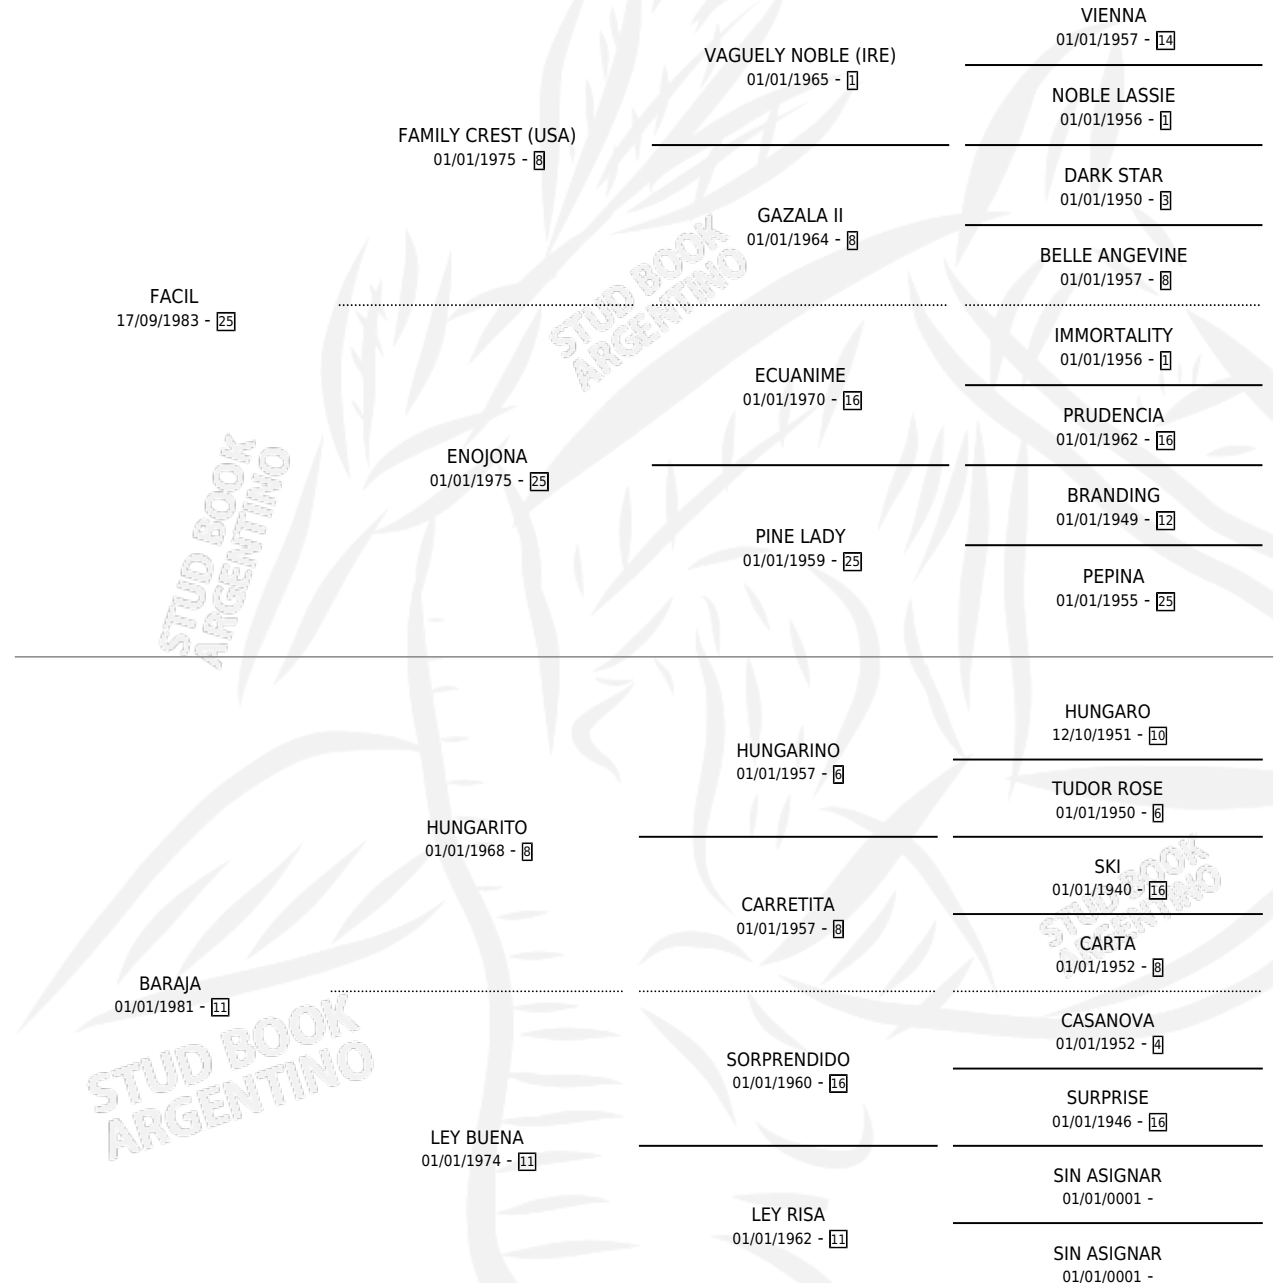 VIENNA
01/01/1957 - 14
VAGUELY NOBLE (IRE)
01/01/1965 - 1
NOBLE LASSIE
01/01/1956 - 1
FAMILY CREST (USA)
01/01/1975 - 8
DARK STAR
01/01/1950 - 3
GAZALA II
01/01/1964 - 8
BELLE ANGEVINE
01/01/1957 - 8
FACIL
17/09/1983 - 25
STUD BOOK
ARGENTINO
IMMORTALITY
01/01/1956 - 1
ECUANIME
01/01/1970 - 16
PRUDENCIA
01/01/1962 - 16
ENOJONA
01/01/1975 - 25
BRANDING
01/01/1949 - 12
PINE LADY
01/01/1959 - 25
PEPINA
01/01/1955 - 25
STUD BOOK
ARGENTINO
HUNGARO
12/10/1951 - 10
HUNGARINO
01/01/1957 - 6
TUDOR ROSE
01/01/1950 - 6
HUNGARITO
01/01/1968 - 8
SKI
01/01/1940 - 16
CARRETITA
01/01/1957 - 8
CARTA
01/01/1952 - 8
STUD BOOK
ARGENTINO
BARAJA
01/01/1981 - 11
CASANOVA
01/01/1952 - 4
SORPRENDIDO
01/01/1960 - 16
SURPRISE
01/01/1946 - 16
STUD BOOK
ARGENTINO
LEY BUENA
01/01/1974 - 11
SIN ASIGNAR
01/01/0001 -
LEY RISA
01/01/1962 - 11
SIN ASIGNAR
01/01/0001 -